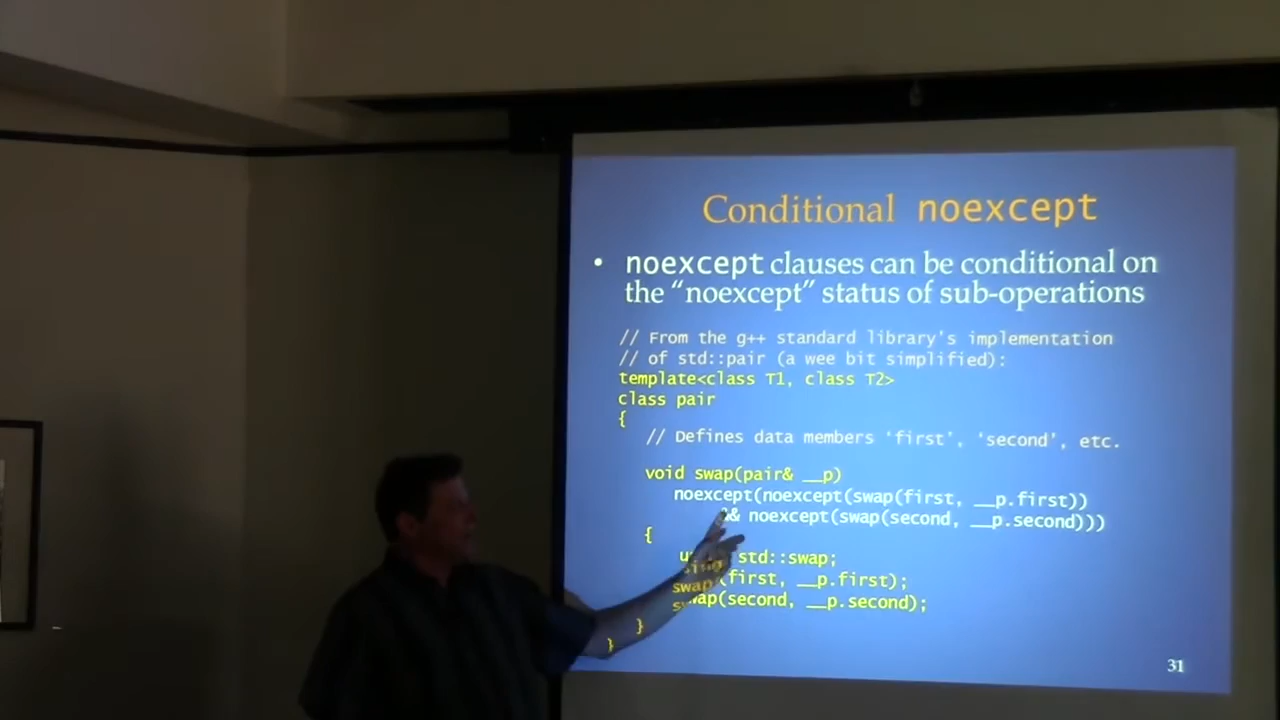 Conditional noexcept
• noexcept clauses can be conditional on
the “noexcept” status of sub-operations
// From the g++ standard library’s implementation
// of std::pair (a wee bit simplified):
template<class T1, class T2>
class pair
{
// Defines data members ‘first’, ‘second’, etc.
void swap(pair& __p)
noexcept(noexcept(swap(first, __p.first))
&& noexcept(swap(second, __p.second)))
{
using std::swap;
swap(first, __p.first);
swap(second, __p.second);
}
}
31